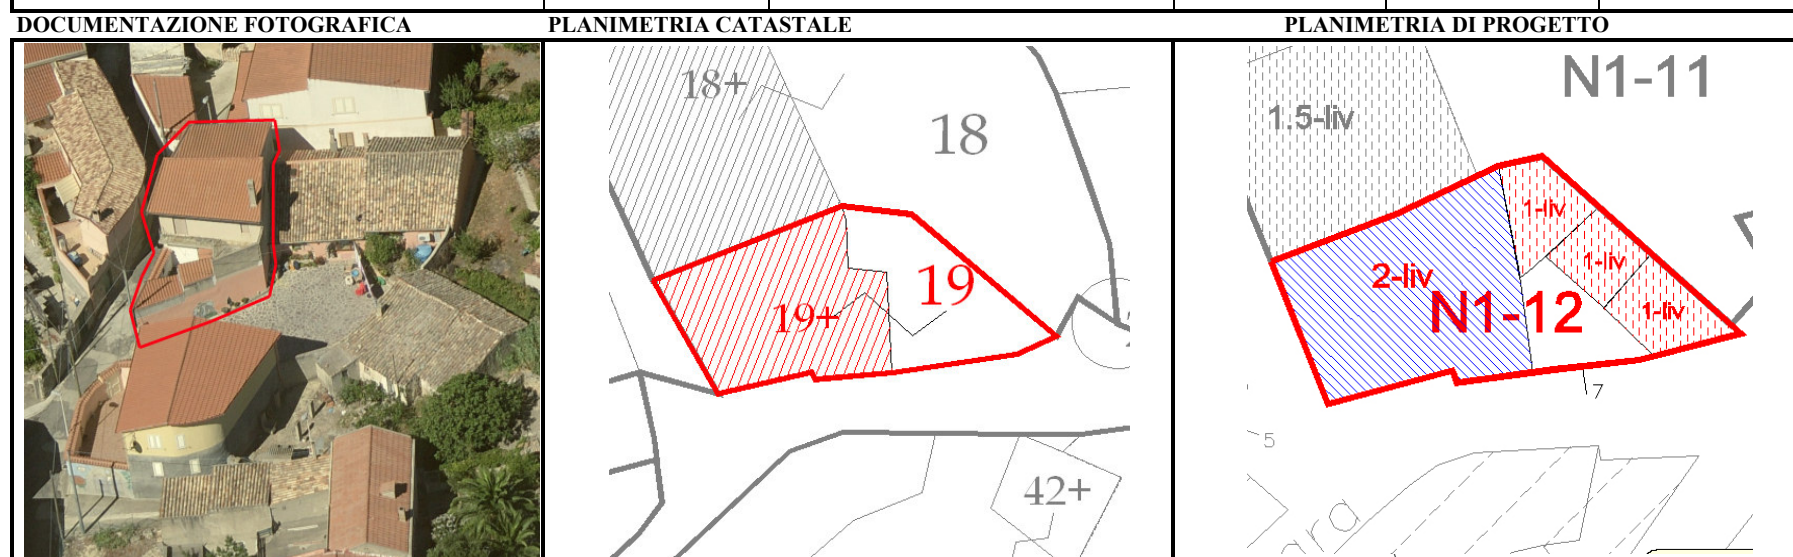 DOCUMENTAZIONE FOTOGRAFICA
PLANIMETRIA CATASTALE
PLANIMETRIA DI PROGETTO
18+
18
19
19+
42+
N1-11
1.5-liv
1-liv
1-liv
1-liv
2-liv
N1-12
7
5
ara